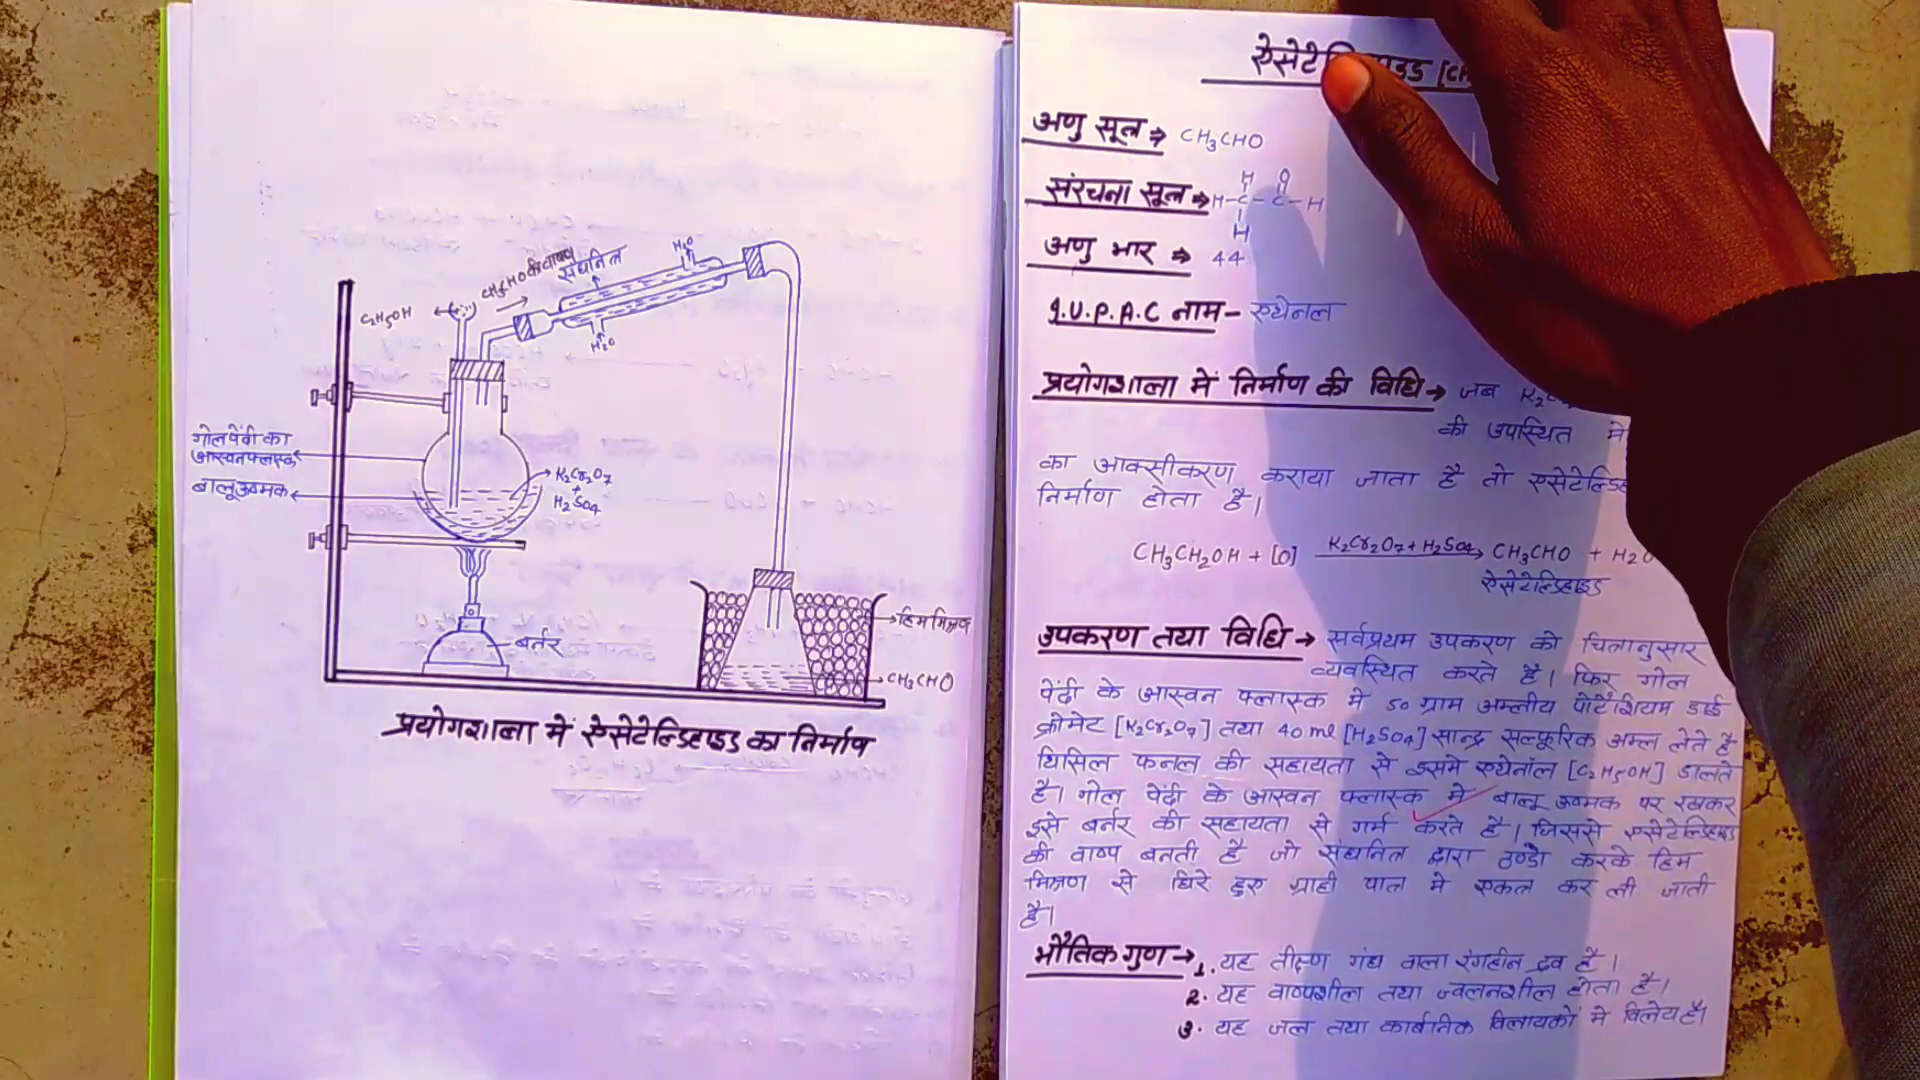 C₂H₅OH
CH₃CHO की वाष्प
संघनित्र
H₂O
H₂O
गोल पेंदी का
आस्वन फ्लास्क
बालू ऊष्मक
K₂Cr₂O₇
+
H₂SO₄
बर्नर
हिम मिश्रण
CH₃CHO
प्रयोगशाला में ऐसेटेल्डिहाइड का निर्माण
[CH
अणु सूत्र ⇒ CH₃CHO
संरचना सूत्र ⇒
H O
H-C-C-H
H
अणु भार ⇒ 44
I.U.P.A.C नाम - एथेनल
प्रयोगशाला में निर्माण की विधि → जब
की उपस्थित मे
का आक्सीकरण कराया जाता है तो
निर्माण होता है।
CH₃CH₂OH + [O] K₂Cr₂O₇+H₂SO₄→ CH₃CHO + H₂O
ऐसेटेल्डिहाइड
उपकरण तथा विधि → सर्वप्रथम उपकरण को चित्रानुसार
व्यवस्थित करते है। फिर गोल
पेंदी के आस्वन फ्लास्क मे 50 ग्राम अम्लीय पोटेशियम डाई
क्रोमेट [K₂Cr₂O₇] तथा 40 ml [H₂SO₄] सान्द्र सल्फ्यूरिक अम्ल लेते है
थिसिल फनल की सहायता से इसमे एथेनॉल [C₂H₅OH] डालते
है। गोल पेंदी के आस्वन फ्लास्क मे बालू ऊष्मक पर रखकर
इसे बर्नर की सहायता से गर्म करते है। जिससे एसेटेल्डिहाइड
की वाष्प बनती है जो संघनित्र द्वारा ठण्डा करके हिम
मिश्रण से घिरे हुए ग्राही पात्र मे एकत्र कर ली जाती
है।
भौतिक गुण → 1. यह तीक्ष्ण गंध वाला रंगहीन द्रव है।
2. यह वाष्पशील तथा ज्वलनशील होता है।
3. यह जल तथा कार्बनिक विलायकों मे विलेय है।